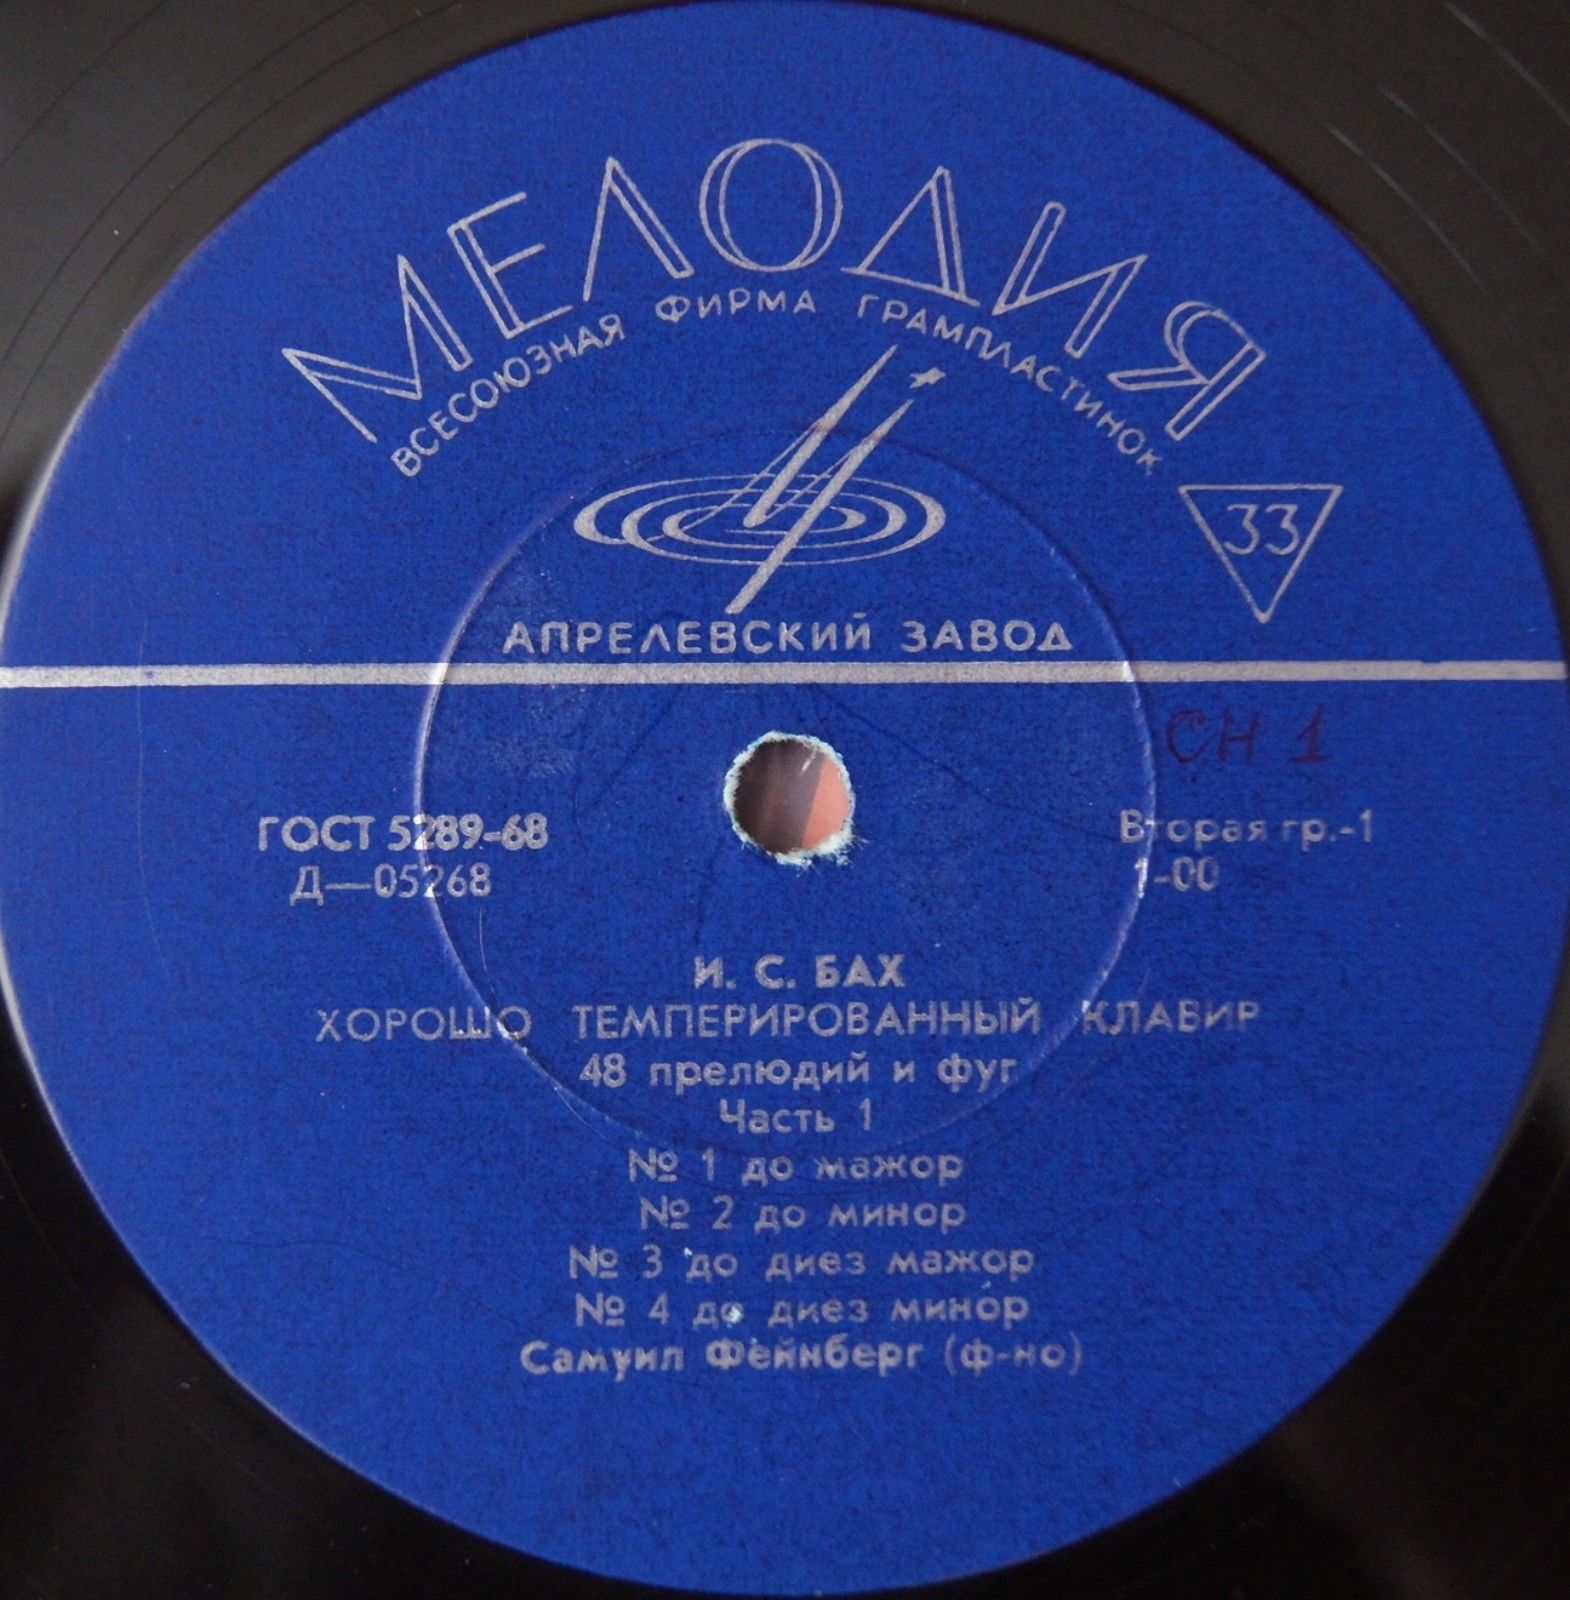 МЕЛОДИЯ
ВСЕСОЮЗНАЯ ФИРМА ГРАМПЛАСТИНОК
33
АПРЕЛЕВСКИЙ ЗАВОД
СН 1
ГОСТ 5289-68
Д—05268
Вторая гр.-1
1-00
И. С. БАХ
ХОРОШО ТЕМПЕРИРОВАННЫЙ КЛАВИР
48 прелюдий и фуг
Часть 1
№ 1 до мажор
№ 2 до минор
№ 3 до диез мажор
№ 4 до диез минор
Самуил Фейнберг (ф-но)